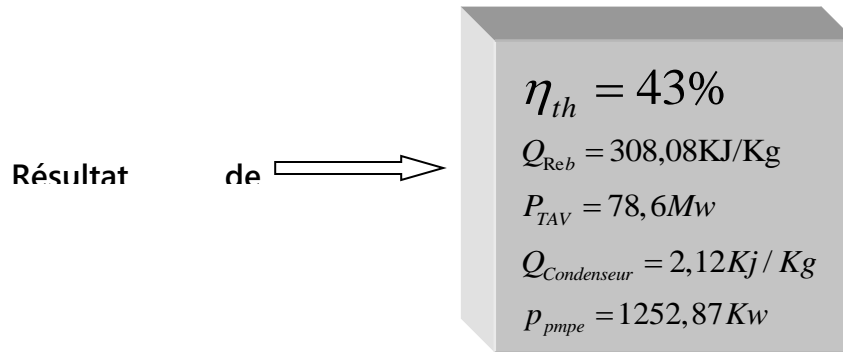 η_th = 43%
Q_Reb = 308,08KJ/Kg
Résultat de
P_TAV = 78,6Mw
Q_Condenseur = 2,12Kj / Kg
p_pmpe = 1252,87Kw